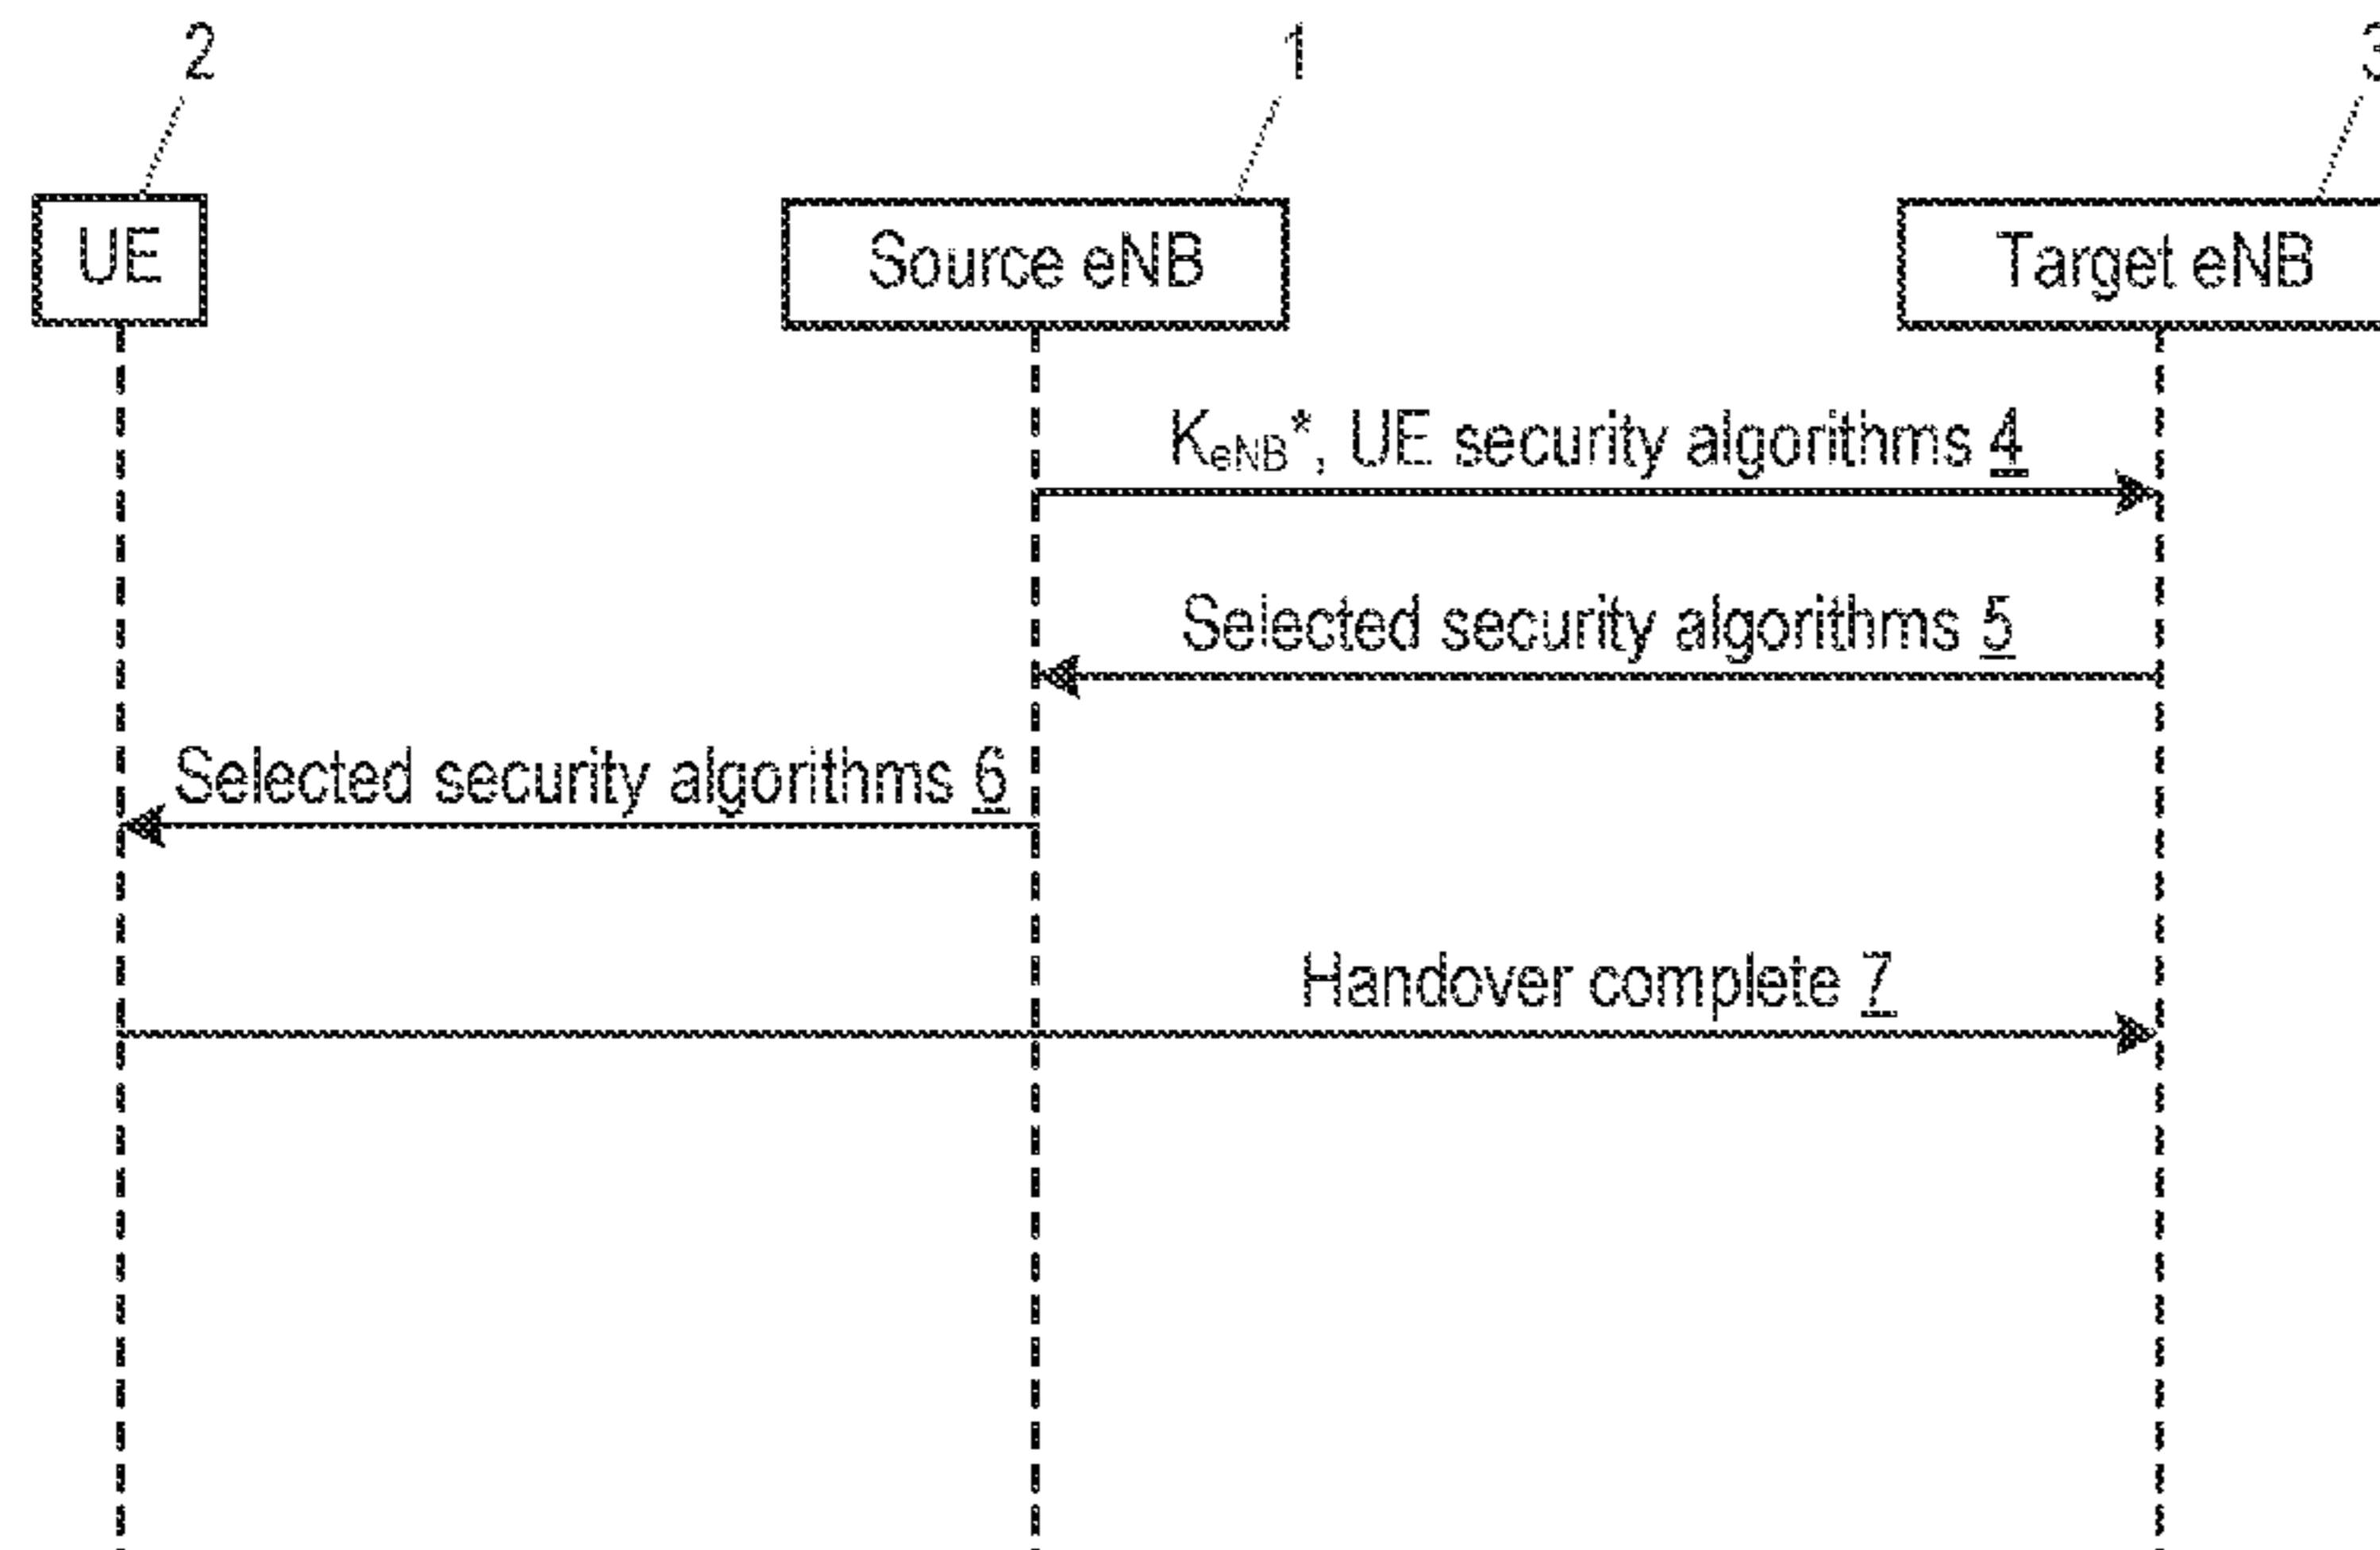 2 1 3
UE Source eNB Target eNB
KeNB*, UE security algorithms 4
Selected security algorithms 5
Selected security algorithms 6
Handover complete 7